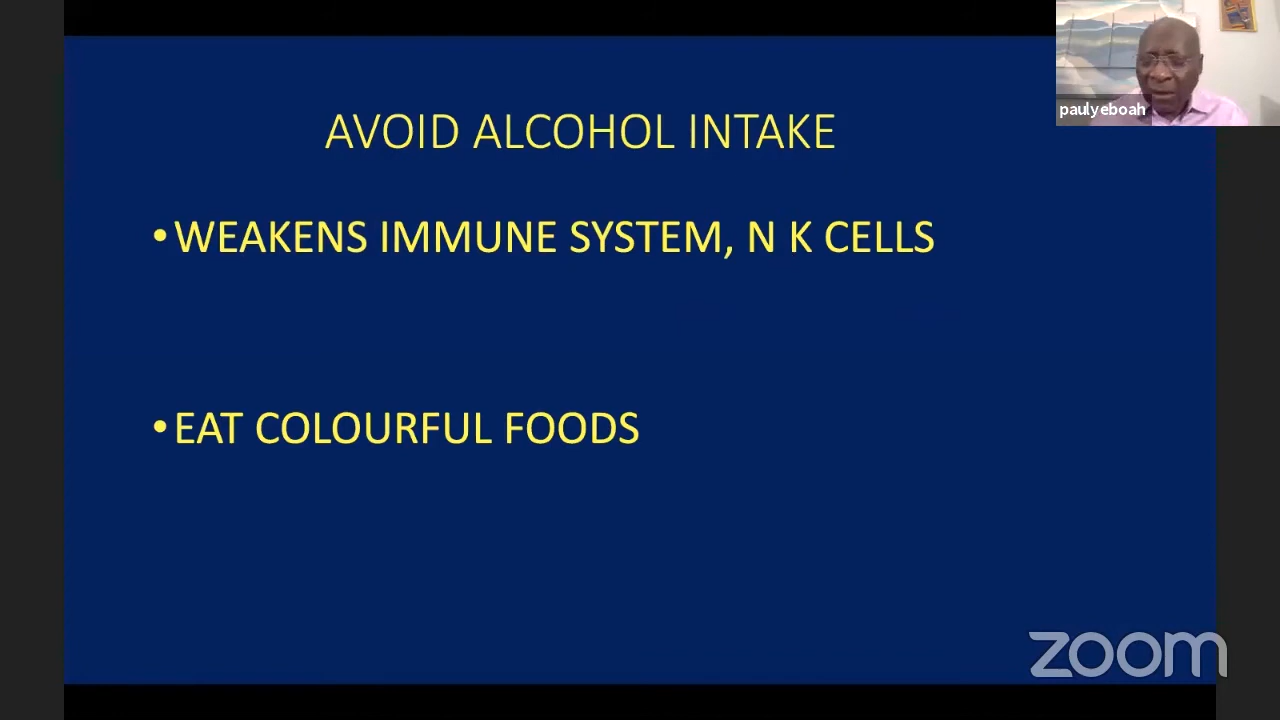 paulyeboah
AVOID ALCOHOL INTAKE
•WEAKENS IMMUNE SYSTEM, N K CELLS
•EAT COLOURFUL FOODS
zoom